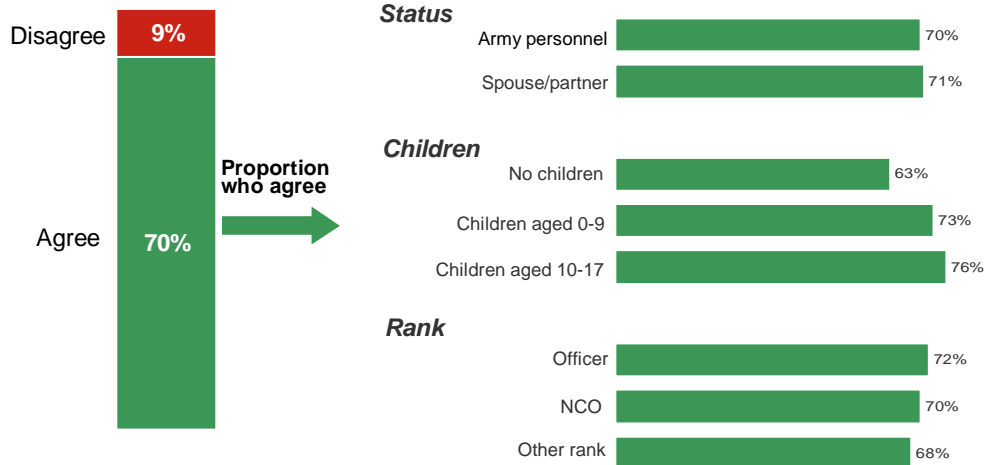 Disagree
9%
Agree
70%
Proportion
who agree
Status
Army personnel
70%
Spouse/partner
71%
Children
No children
63%
Children aged 0-9
73%
Children aged 10-17
76%
Rank
Officer
72%
NCO
70%
Other rank
68%